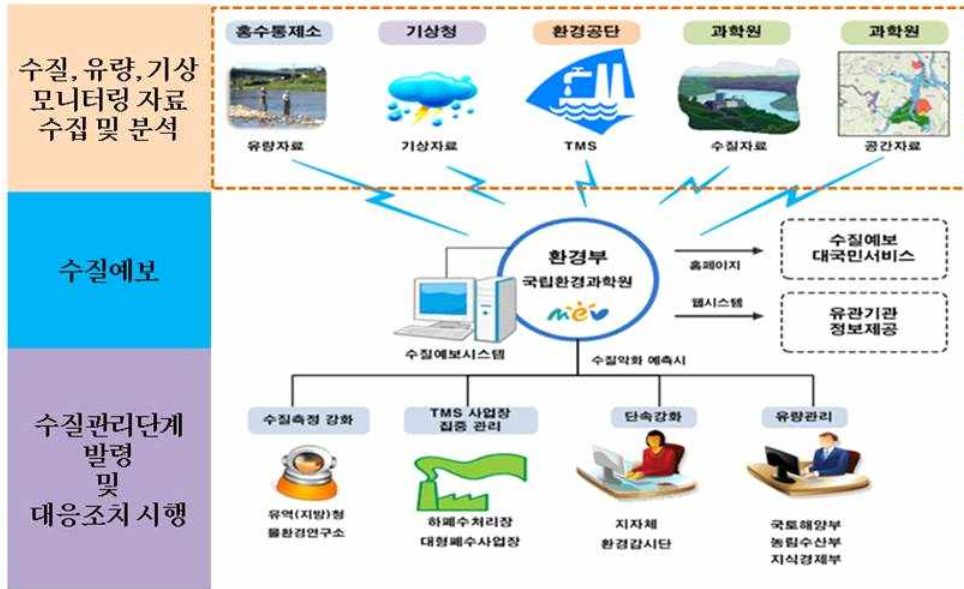 수질, 유량, 기상
모니터링 자료
수집 및 분석
홍수통제소
기상청
환경공단
과학원
과학원
유량자료
기상자료
TMS
수질자료
공간자료
수질예보
환경부
국립환경과학원
mev
수질예보시스템
홈페이지
수질예보
대국민서비스
웹시스템
유관기관
정보제공
수질악화 예측시
수질관리단계
발령
및
대응조치 시행
수질측정 강화
유역(지방)청
물환경연구소
TMS 사업장
집중 관리
하폐수처리장
대형폐수사업장
단속강화
지자체
환경감시단
유량관리
국토해양부
농림수산부
지식경제부